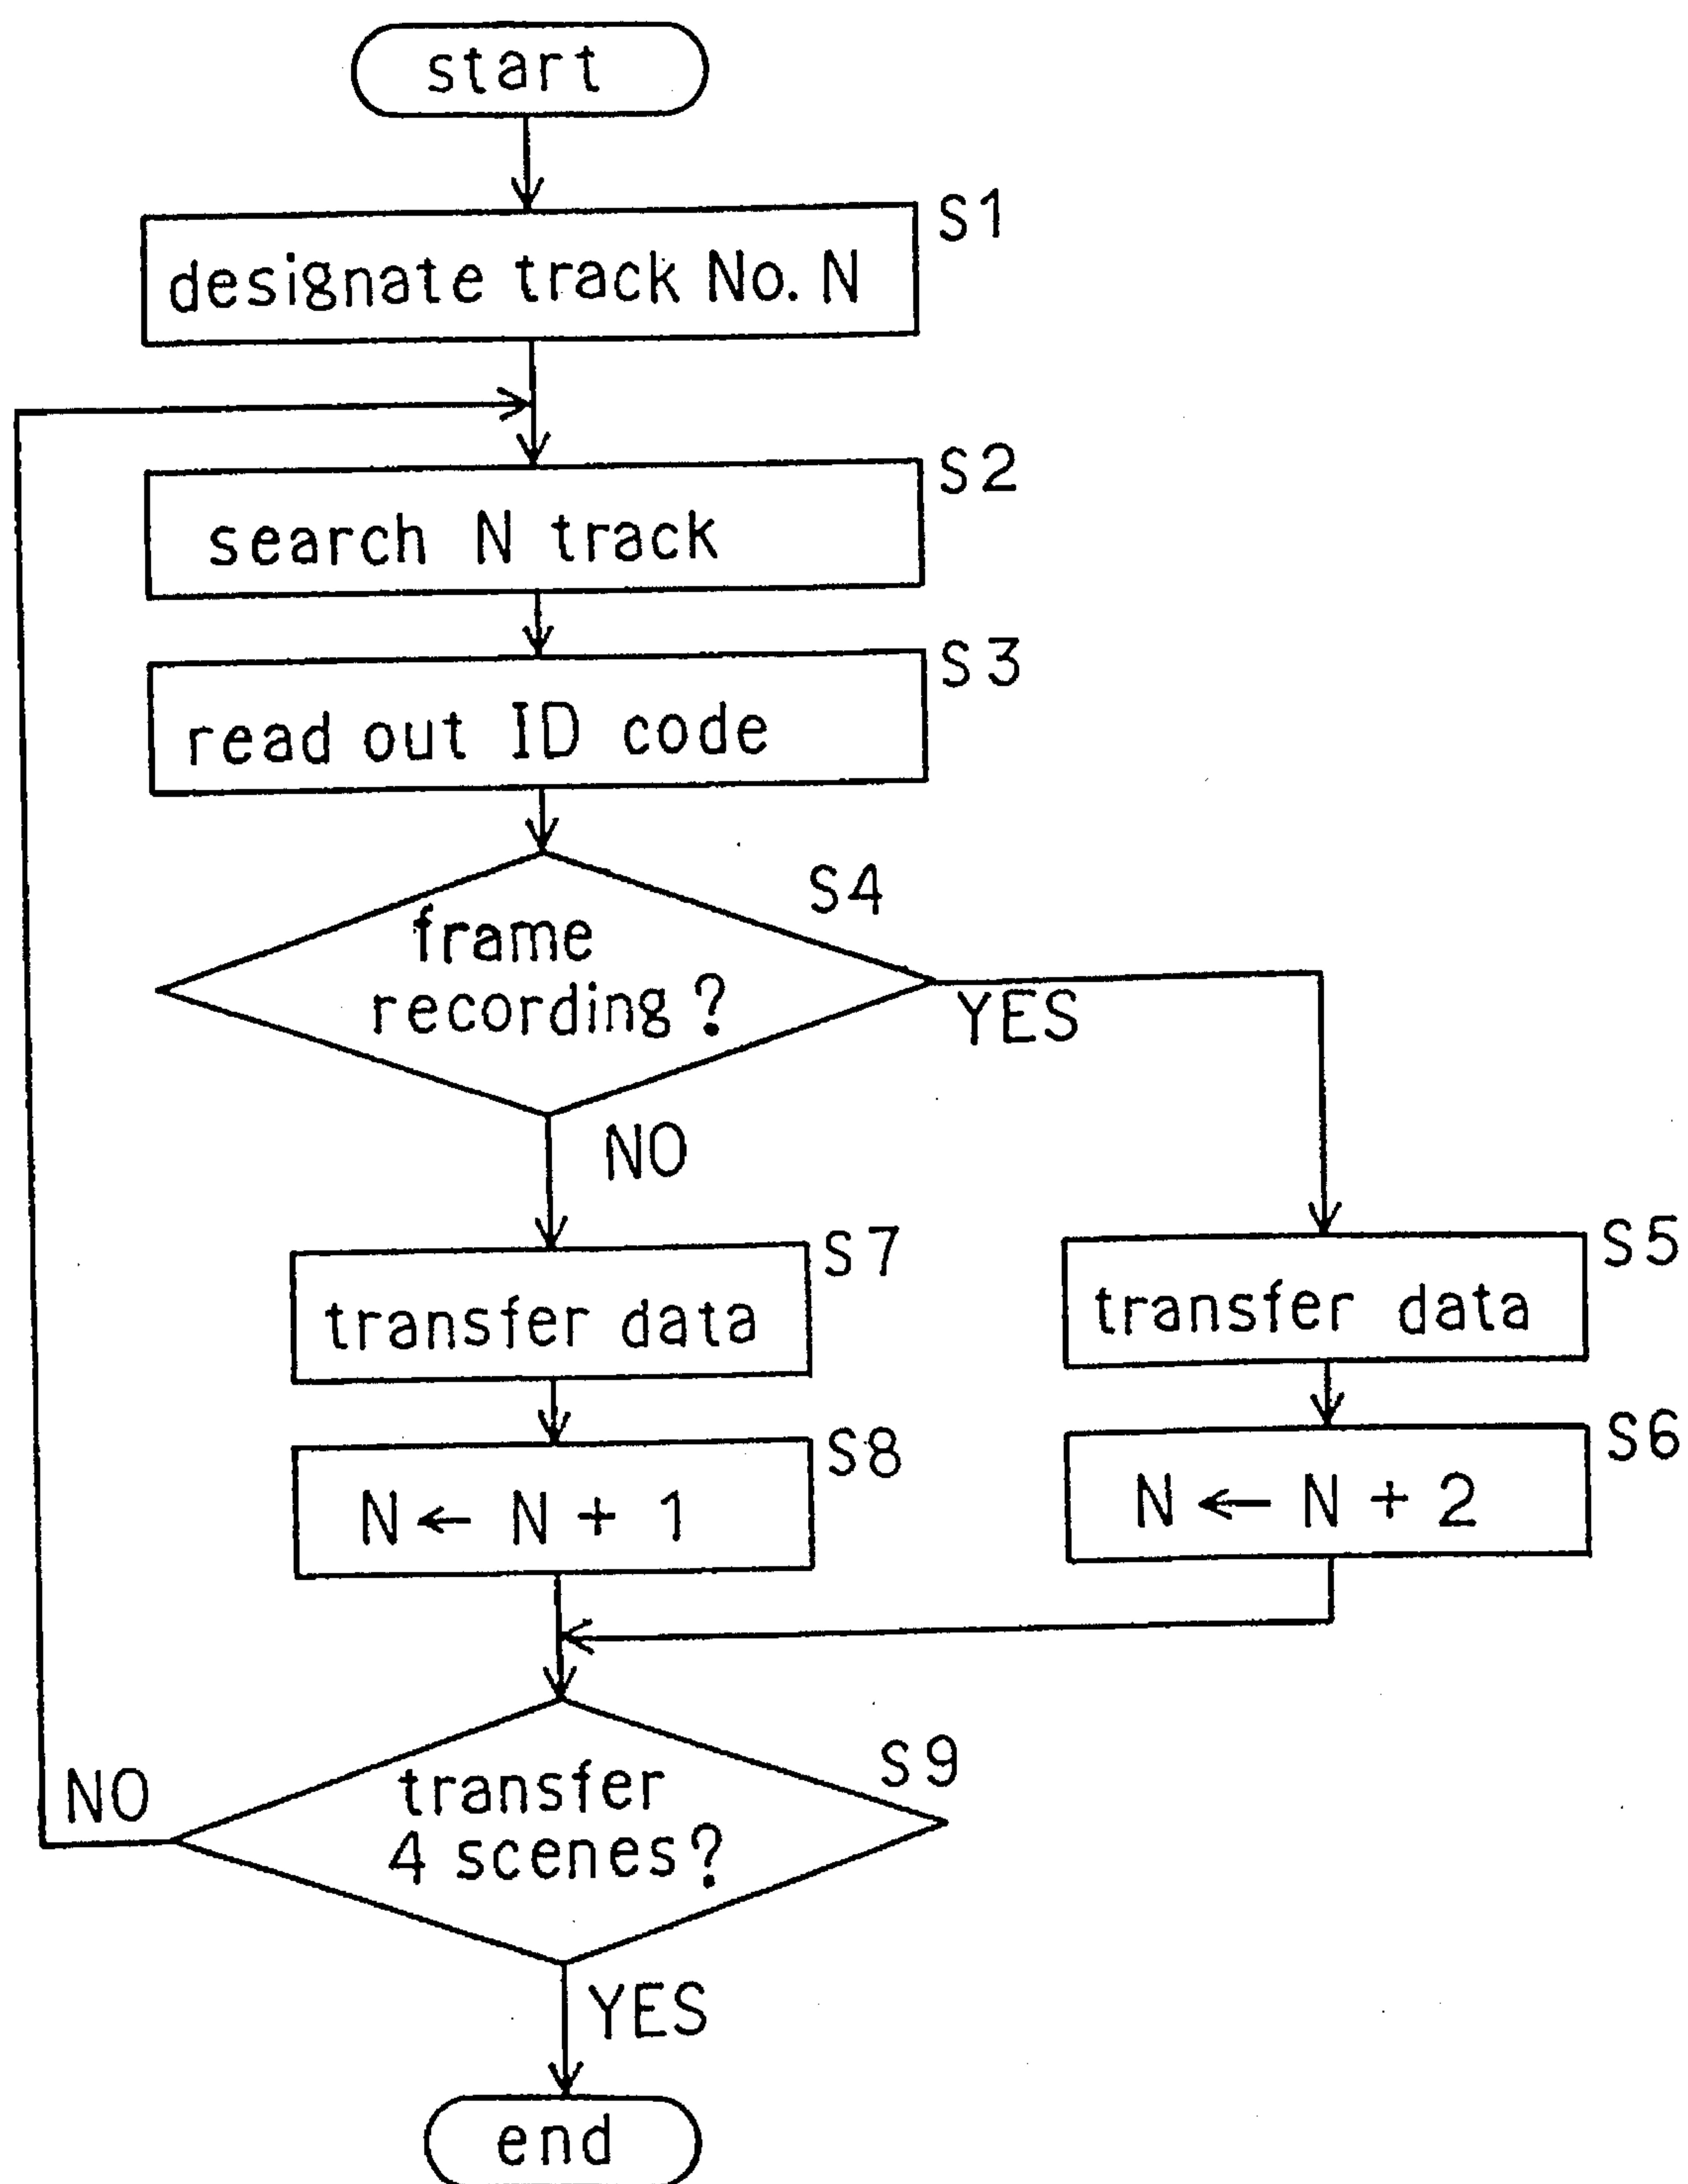 start
S1
designate track No. N
S2
search N track
S3
read out ID code
S4
frame
recording?
YES
NO
S7
transfer data
S5
transfer data
S8
N ← N + 1
S6
N ← N + 2
S9
transfer
4 scenes?
NO
YES
end